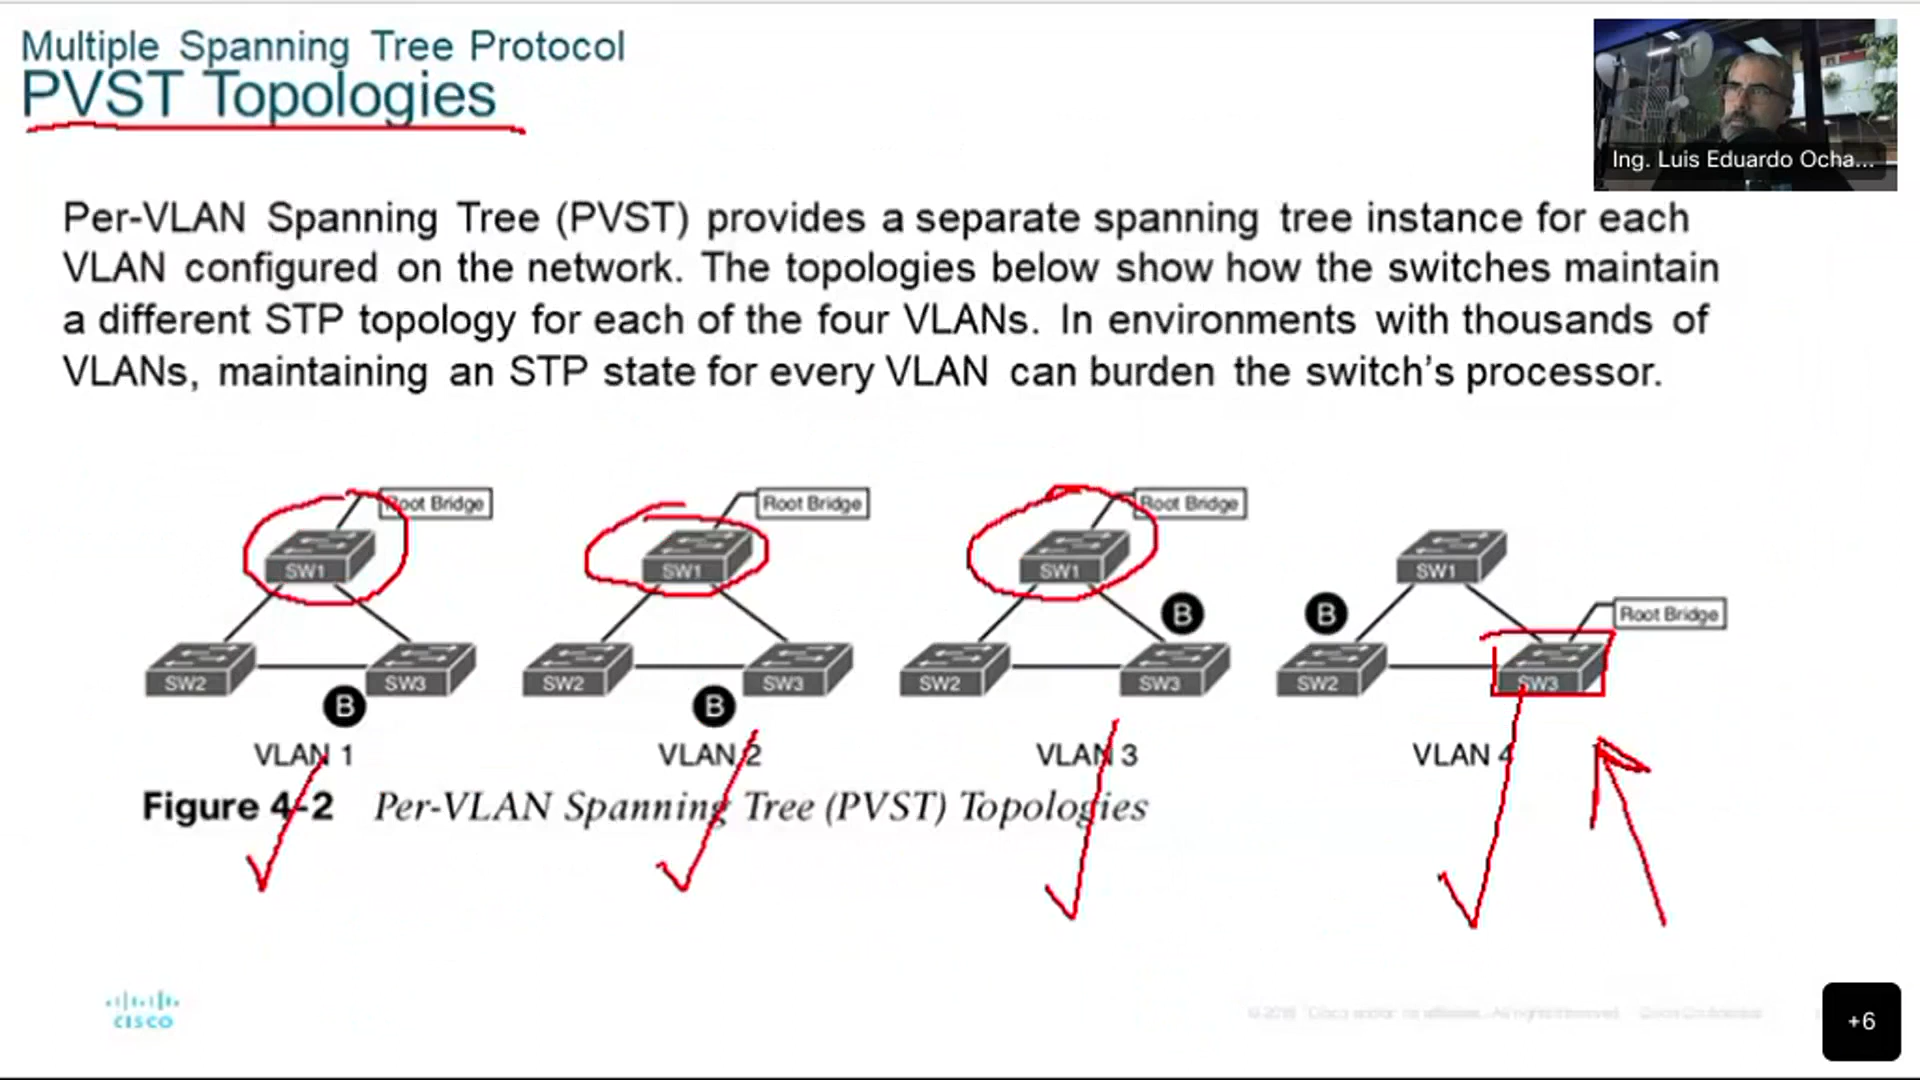 Multiple Spanning Tree Protocol
PVST Topologies
Ing. Luis Eduardo Ocha...
Per-VLAN Spanning Tree (PVST) provides a separate spanning tree instance for each
VLAN configured on the network. The topologies below show how the switches maintain
a different STP topology for each of the four VLANs. In environments with thousands of
VLANs, maintaining an STP state for every VLAN can burden the switch's processor.
Root Bridge
SW1
SW2
SW3
B
VLAN 1
Root Bridge
SW1
SW2
SW3
B
VLAN 2
Root Bridge
SW1
B
SW2
SW3
VLAN 3
SW1
B
Root Bridge
SW2
SW3
VLAN 4
Figure 4-2 Per-VLAN Spanning Tree (PVST) Topologies
CISCO
+6